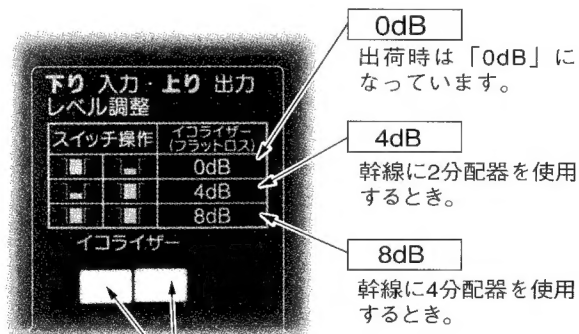 下り 入力・上り 出力
レベル調整
スイッチ操作 イコライザー
(フラットロス)
0dB
4dB
8dB
イコライザー
0dB
出荷時は「0dB」に
なっています。
4dB
幹線に2分配器を使用
するとき。
8dB
幹線に4分配器を使用
するとき。